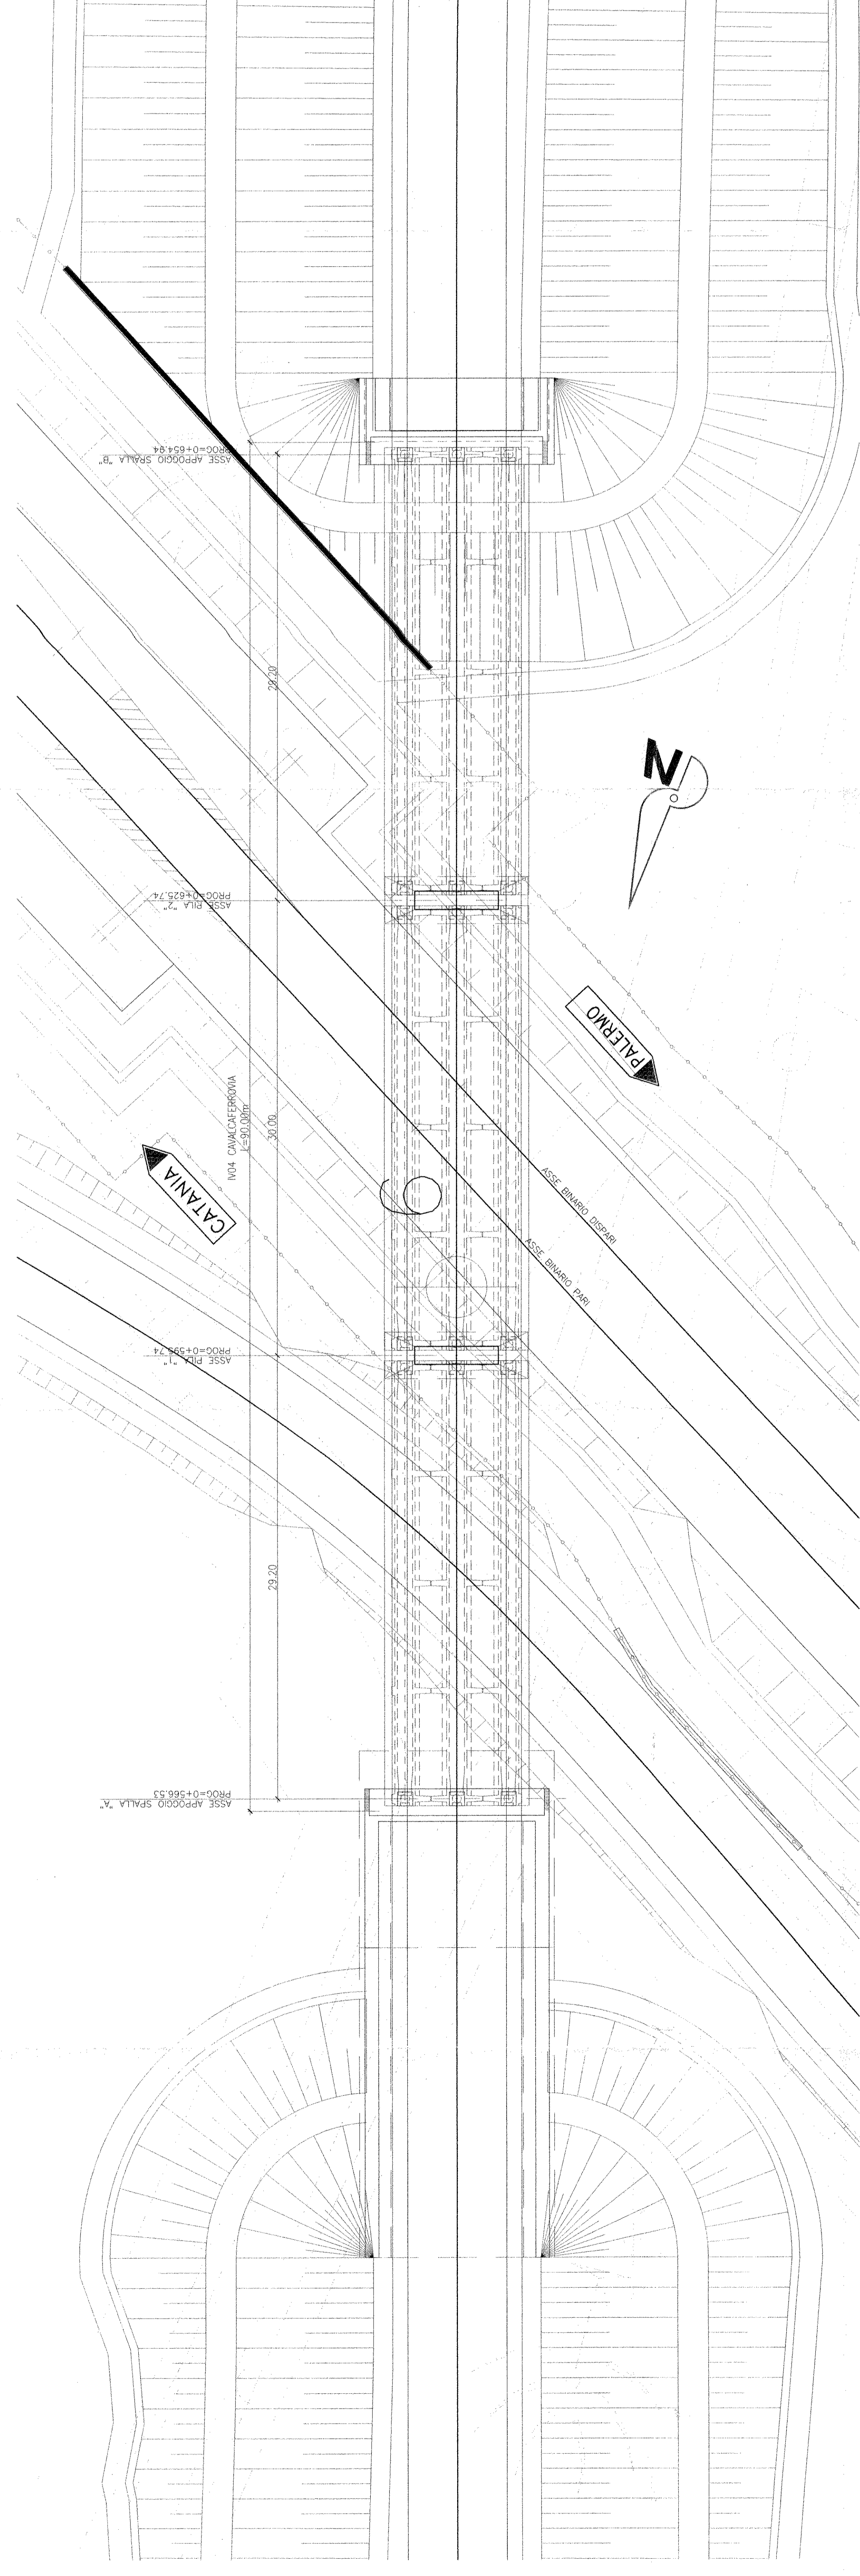 ASSE APPOGGIO SPALLA "B"
PROG=0+654.94
29.20
N
ASSE PILA "2"
PROG=0+625.74
PALERMO
IV04 CAVALCAFERROVIA
L=90.00m
30.00
CATANIA
ASSE BINARIO DISPARI
ASSE BINARIO PARI
ASSE PILA "1"
PROG=0+595.74
29.20
ASSE APPOGGIO SPALLA "A"
PROG=0+566.53